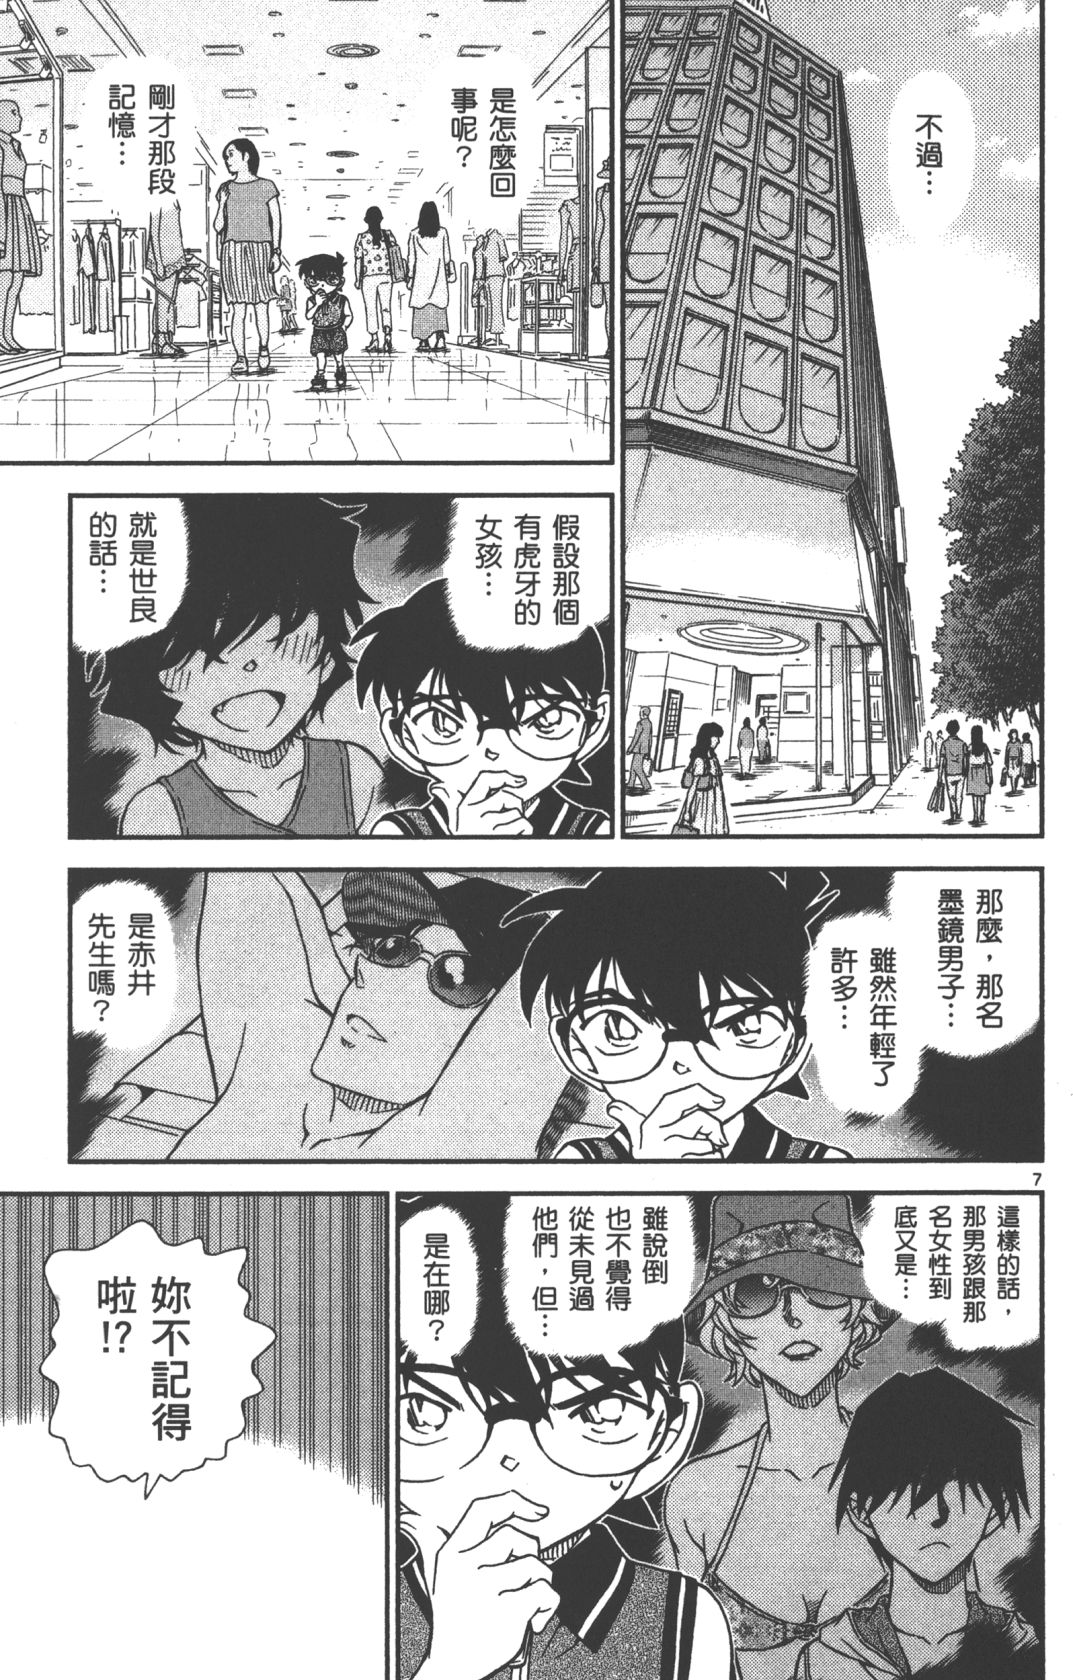 不過…
是怎麼回
事呢？
剛才那段
記憶…
假設那個
有虎牙的
女孩…
就是世良
的話…
那麼，那名
墨鏡男子…
雖然年輕了
許多…
是赤井
先生嗎？
7
這樣的話，
那男孩跟那
名女性到
底又是…
雖說倒
也不覺得
從未見過
他們，但…
是在哪？
妳不記得
啦!?